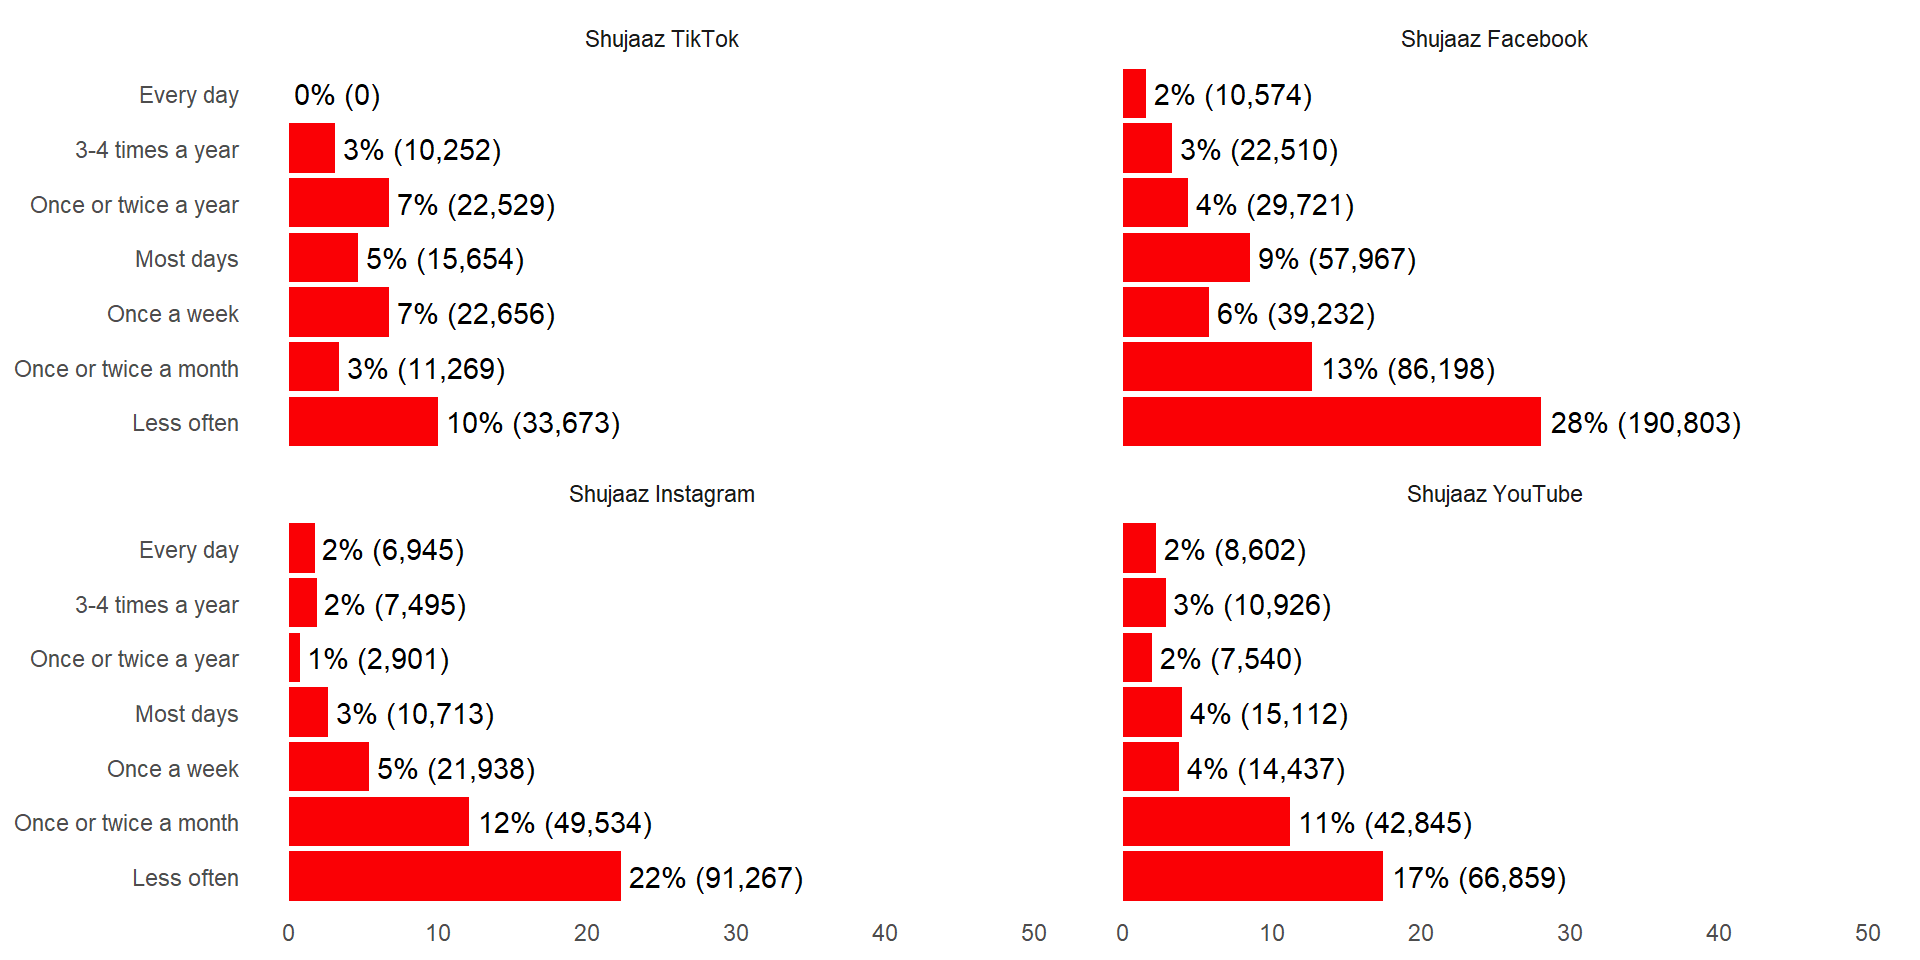 Shujaaz TikTok
Every day 0% (0)
3-4 times a year 3% (10,252)
Once or twice a year 7% (22,529)
Most days 5% (15,654)
Once a week 7% (22,656)
Once or twice a month 3% (11,269)
Less often 10% (33,673)
Shujaaz Facebook
2% (10,574)
3% (22,510)
4% (29,721)
9% (57,967)
6% (39,232)
13% (86,198)
28% (190,803)
Shujaaz Instagram
Every day 2% (6,945)
3-4 times a year 2% (7,495)
Once or twice a year 1% (2,901)
Most days 3% (10,713)
Once a week 5% (21,938)
Once or twice a month 12% (49,534)
Less often 22% (91,267)
0 10 20 30 40 50
Shujaaz YouTube
2% (8,602)
3% (10,926)
2% (7,540)
4% (15,112)
4% (14,437)
11% (42,845)
17% (66,859)
0 10 20 30 40 50